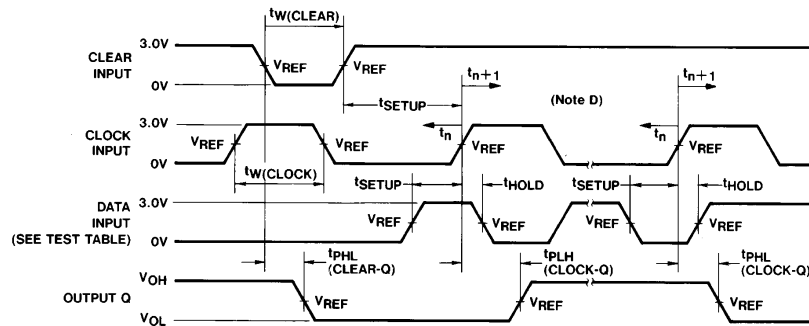 tW(CLEAR)
3.0V
CLEAR
INPUT
VREF
VREF
0V
tn+1
tn+1
tSETUP
(Note D)
3.0V
tn
tn
CLOCK
INPUT
VREF
VREF
VREF
VREF
0V
tW(CLOCK)
tSETUP
tHOLD
tSETUP
tHOLD
3.0V
DATA
INPUT
(SEE TEST TABLE)
VREF
VREF
VREF
VREF
0V
tPHL
(CLEAR-Q)
tPLH
(CLOCK-Q)
tPHL
(CLOCK-Q)
VOH
OUTPUT Q
VREF
VREF
VREF
VOL